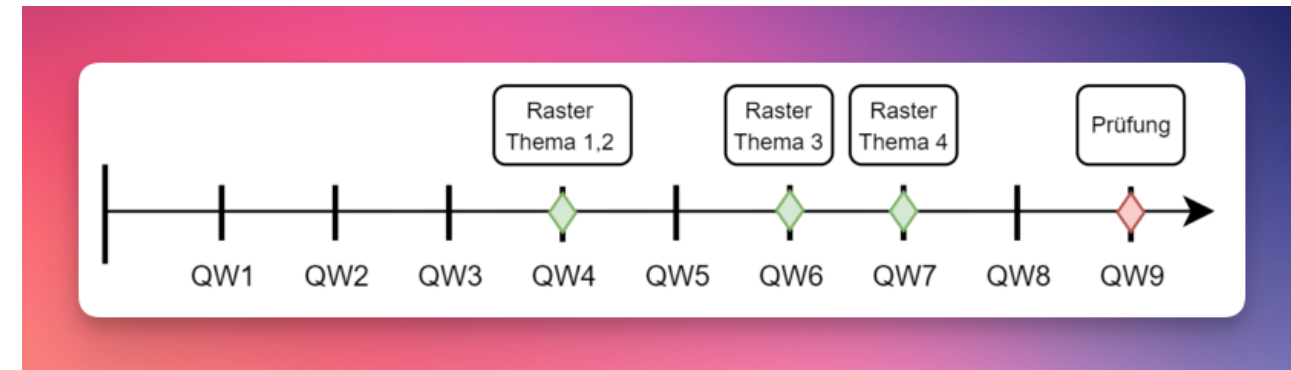 Raster
Thema 1,2
Raster
Thema 3
Raster
Thema 4
Prüfung
QW1 QW2 QW3 QW4 QW5 QW6 QW7 QW8 QW9